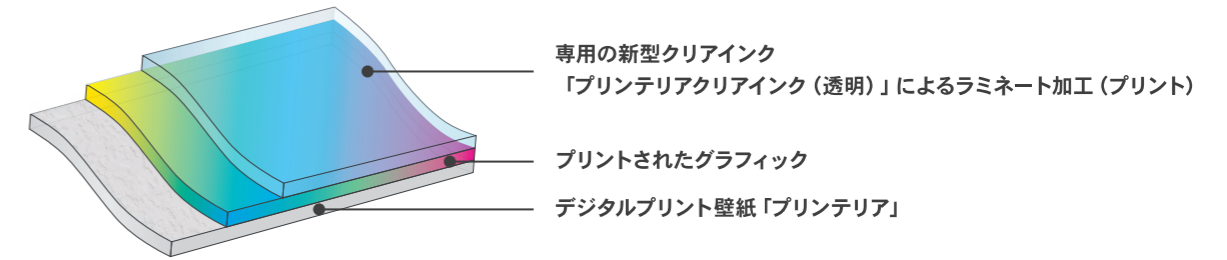 専用の新型クリアインク
「プリンテリアクリアインク（透明）」によるラミネート加工（プリント）
プリントされたグラフィック
デジタルプリント壁紙「プリンテリア」